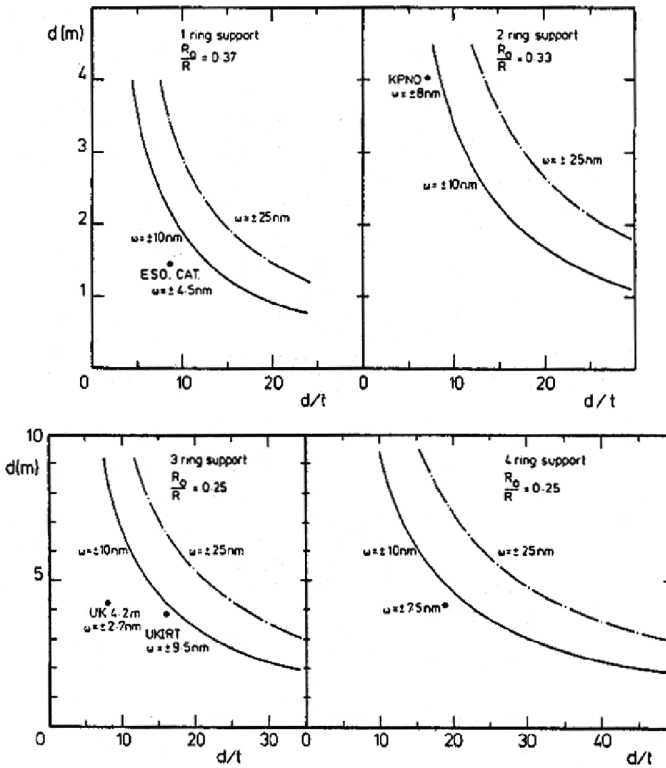 d(m)
1 ring support
R₀/R = 0.37
4
3
2
1
ω=±10nm
ω=±25nm
ESO. CAT.
ω=±4.5nm
0 10 20
d/t
2 ring support
R₀/R = 0.33
KPNO
ω=±8nm
ω=±10nm
ω=±25nm
0 10 20
d/t
10
d(m)
5
3 ring support
R₀/R = 0.25
ω=±10nm
ω=±25nm
UK 4.2m
ω=±2.7nm
UKIRT
ω=±9.5nm
0 10 20 30
d/t
4 ring support
R₀/R = 0.25
ω=±10nm
ω=±25nm
ω=±7.5nm
0 10 20 30 40
d/t